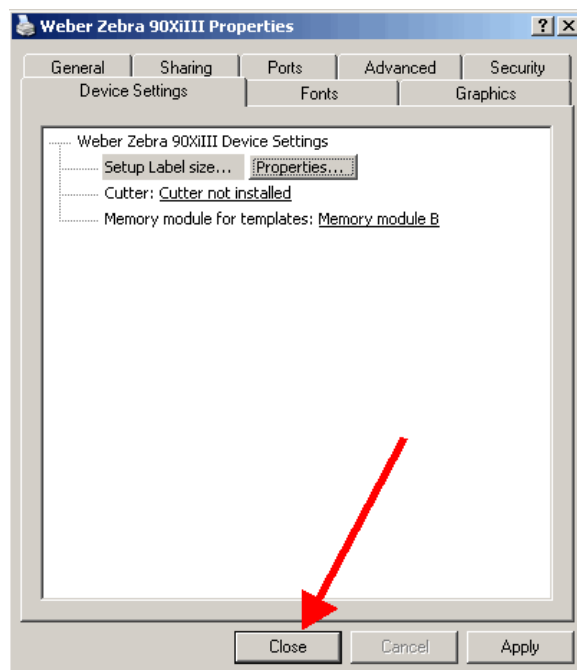 Weber Zebra 90XiIII Properties
General Sharing Ports Advanced Security
Device Settings Fonts Graphics
Weber Zebra 90XiIII Device Settings
Setup Label size... Properties...
Cutter: Cutter not installed
Memory module for templates: Memory module B
Close Cancel Apply